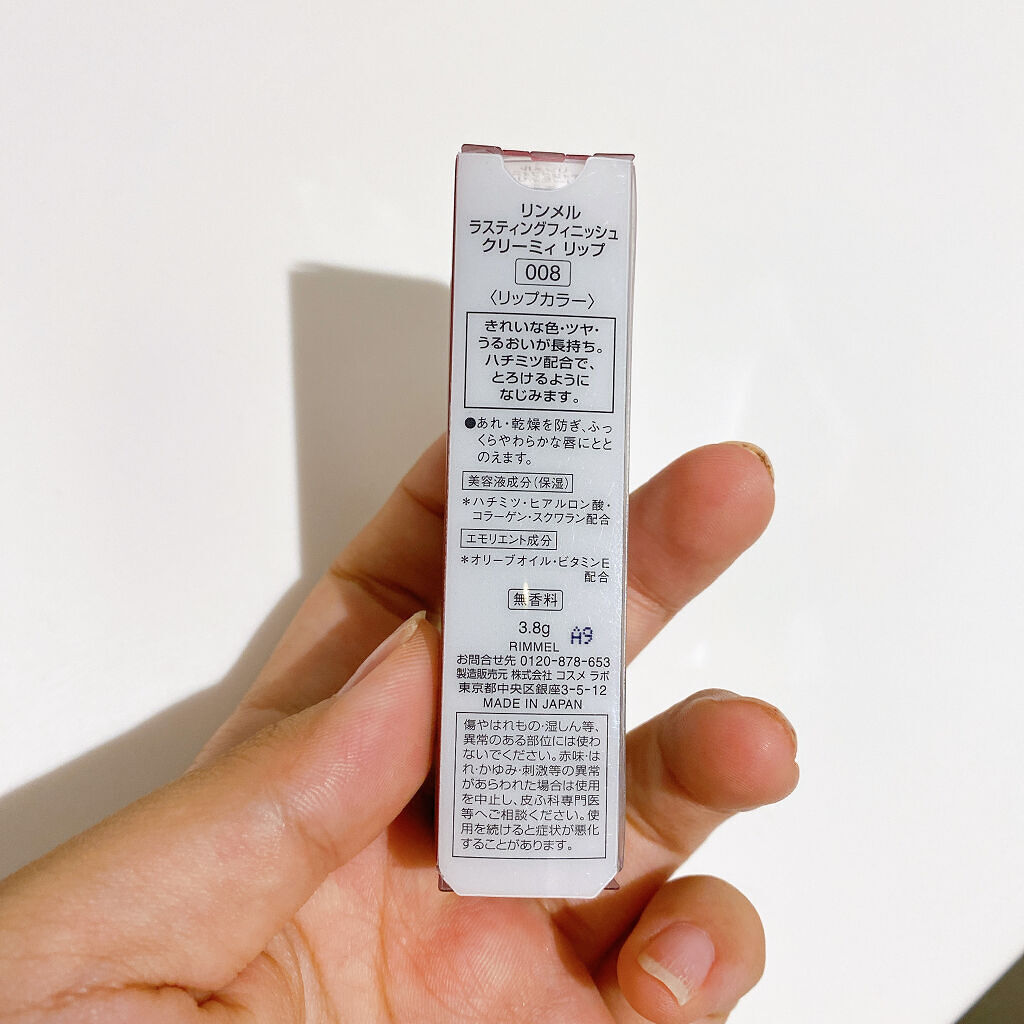 リンメル
ラスティングフィニッシュ
クリーミィ リップ
008
〈リップカラー〉
きれいな色・ツヤ・
うるおいが長持ち。
ハチミツ配合で、
とろけるように
なじみます。
●あれ・乾燥を防ぎ、ふっ
くらやわらかな唇にとと
のえます。
美容液成分(保湿)
＊ハチミツ・ヒアルロン酸・
コラーゲン・スクワラン配合
エモリエント成分
＊オリーブオイル・ビタミンE
配合
無香料
3.8g
RIMMEL
お問合せ先 0120-878-653
製造販売元 株式会社 コスメ ラボ
東京都中央区銀座3-5-12
MADE IN JAPAN
傷やはれもの・湿しん等、
異常のある部位には使わ
ないでください。赤味・は
れ・かゆみ・刺激等の異常
があらわれた場合は使用
を中止し、皮ふ科専門医
等へご相談ください。使
用を続けると症状が悪化
することがあります。